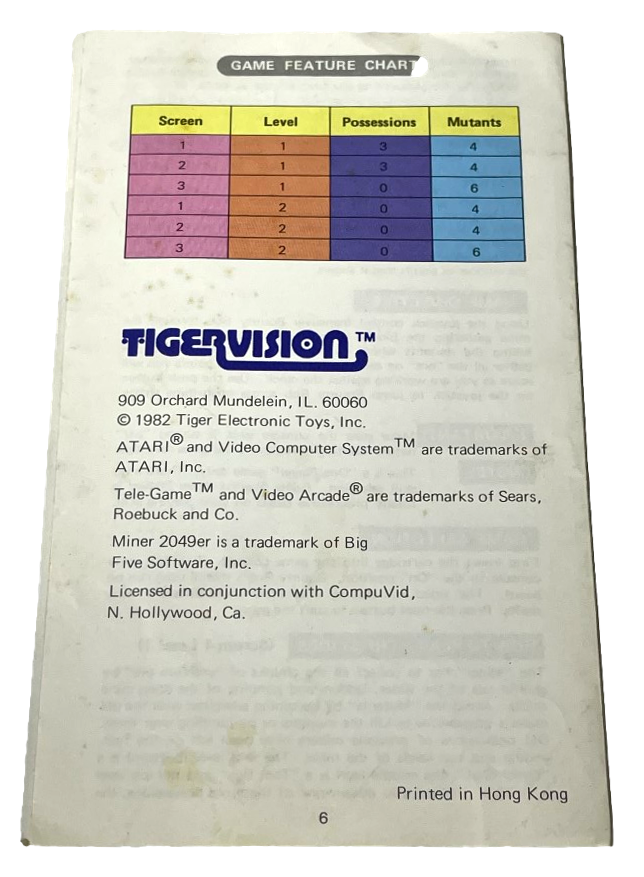 GAME FEATURE CHART
Screen Level Possessions Mutants
1 1 3 4
2 1 3 4
3 1 0 6
1 2 0 4
2 2 0 4
3 2 0 6
TIGERVISION™
909 Orchard Mundelein, IL. 60060
© 1982 Tiger Electronic Toys, Inc.
ATARI® and Video Computer System™ are trademarks of
ATARI, Inc.
Tele-Game™ and Video Arcade® are trademarks of Sears,
Roebuck and Co.
Miner 2049er is a trademark of Big
Five Software, Inc.
Licensed in conjunction with CompuVid,
N. Hollywood, Ca.
Printed in Hong Kong
6